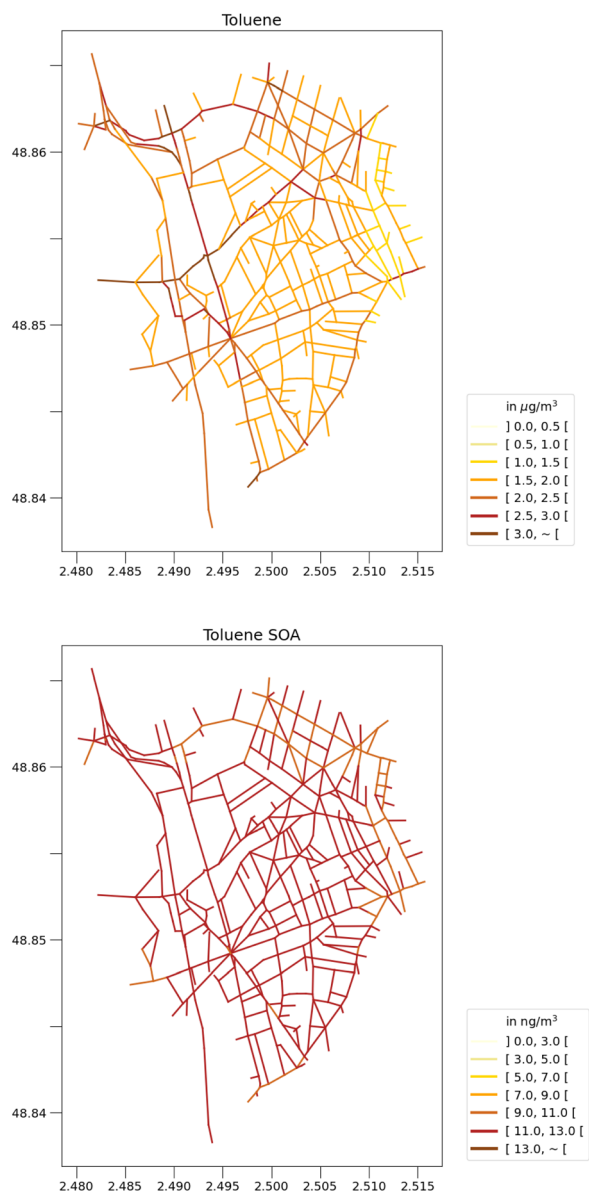 Toluene
48.86
48.85
48.84
2.480 2.485 2.490 2.495 2.500 2.505 2.510 2.515
in μg/m³
] 0.0, 0.5 [
[ 0.5, 1.0 [
[ 1.0, 1.5 [
[ 1.5, 2.0 [
[ 2.0, 2.5 [
[ 2.5, 3.0 [
[ 3.0, ~ [
Toluene SOA
48.86
48.85
48.84
2.480 2.485 2.490 2.495 2.500 2.505 2.510 2.515
in ng/m³
] 0.0, 3.0 [
[ 3.0, 5.0 [
[ 5.0, 7.0 [
[ 7.0, 9.0 [
[ 9.0, 11.0 [
[ 11.0, 13.0 [
[ 13.0, ~ [